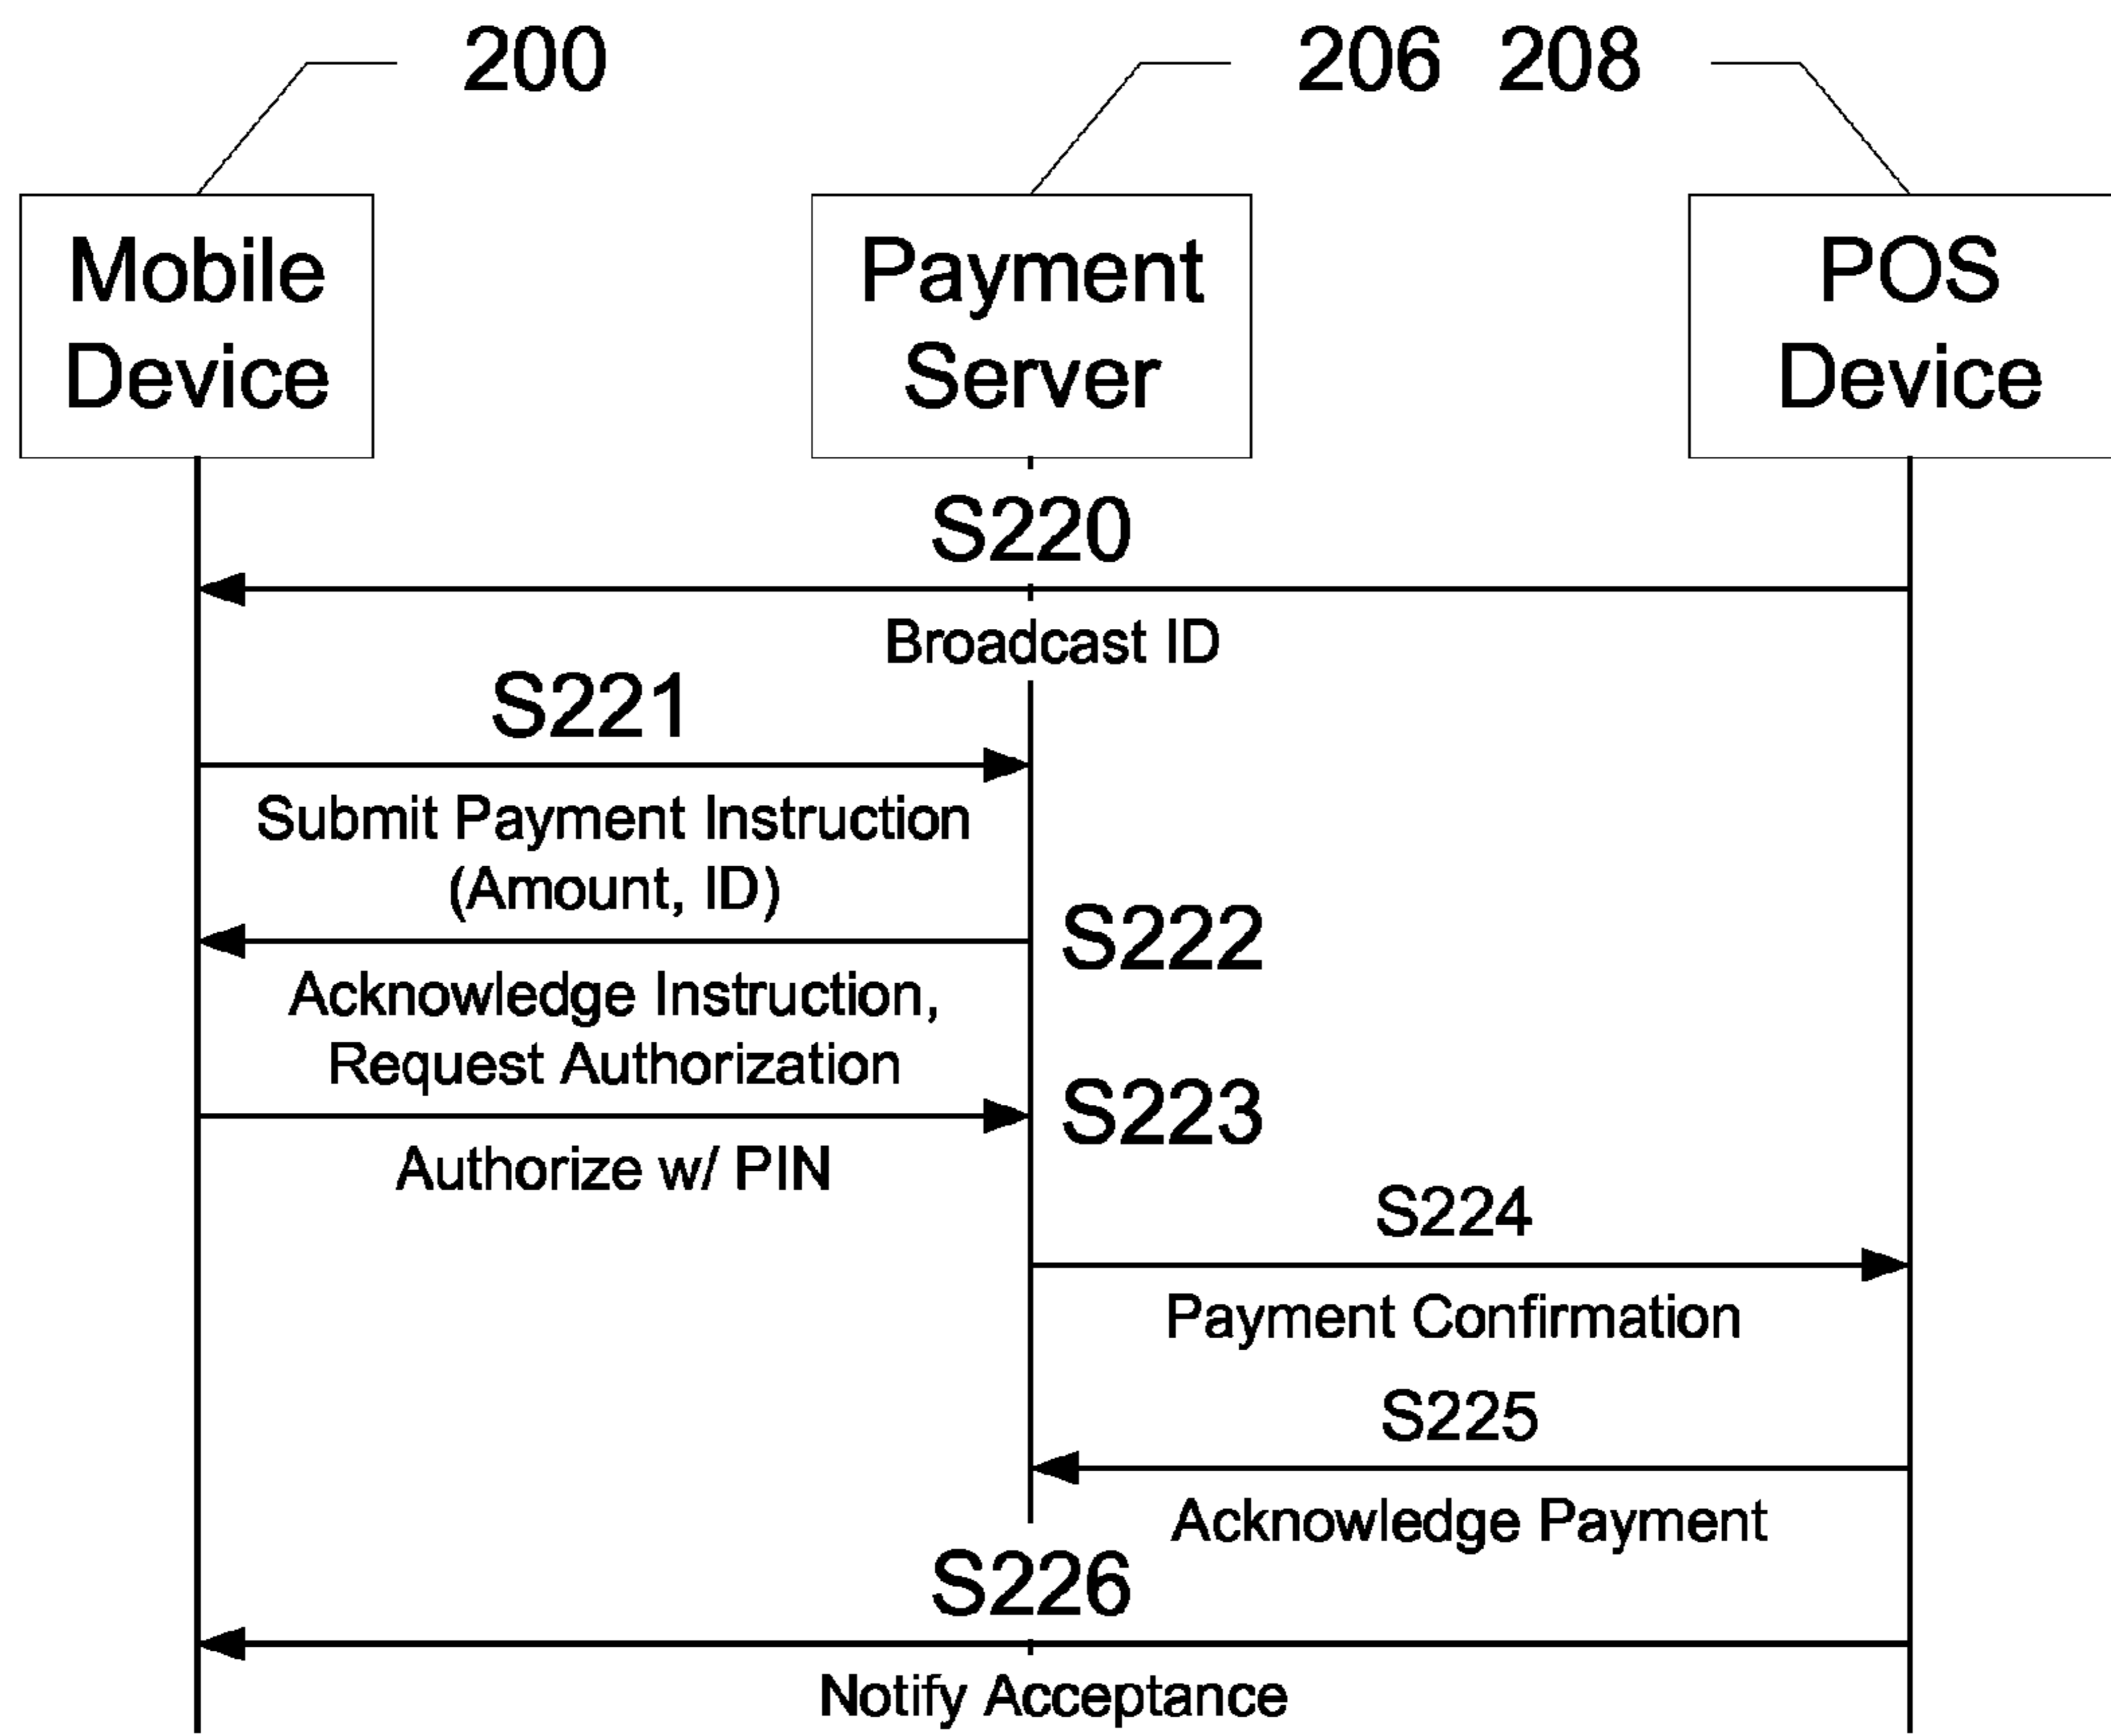 200
206 208
Mobile
Device
Payment
Server
POS
Device
S220
Broadcast ID
S221
Submit Payment Instruction
(Amount, ID)
S222
Acknowledge Instruction,
Request Authorization
S223
Authorize w/ PIN
S224
Payment Confirmation
S225
Acknowledge Payment
S226
Notify Acceptance